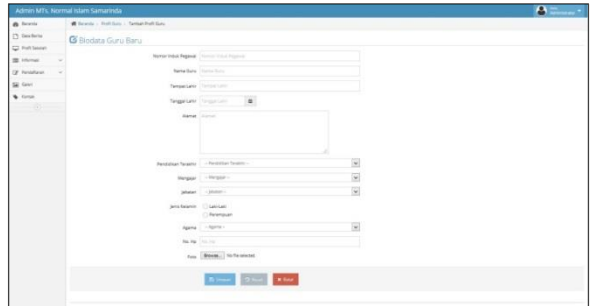 Admin MTs. Normal Islam Samarinda
Administrator
Beranda
Data Berita
Profil Sekolah
Informasi
Pendaftaran
Galeri
Kontak
Beranda / Profil Guru / Tambah Profil Guru
Biodata Guru Baru
Nomor Induk Pegawai Nomor Induk Pegawai
Nama Guru Nama Guru
Tempat Lahir Tempat Lahir
Tanggal Lahir Tanggal Lahir
Alamat Alamat
Pendidikan Terakhir -- Pendidikan Terakhir --
Mengajar -- Mengajar --
Jabatan -- Jabatan --
Jenis Kelamin Laki-Laki
Perempuan
Agama -- Agama --
No. Hp No. Hp
Foto Browse... No file selected.
Simpan Reset Batal